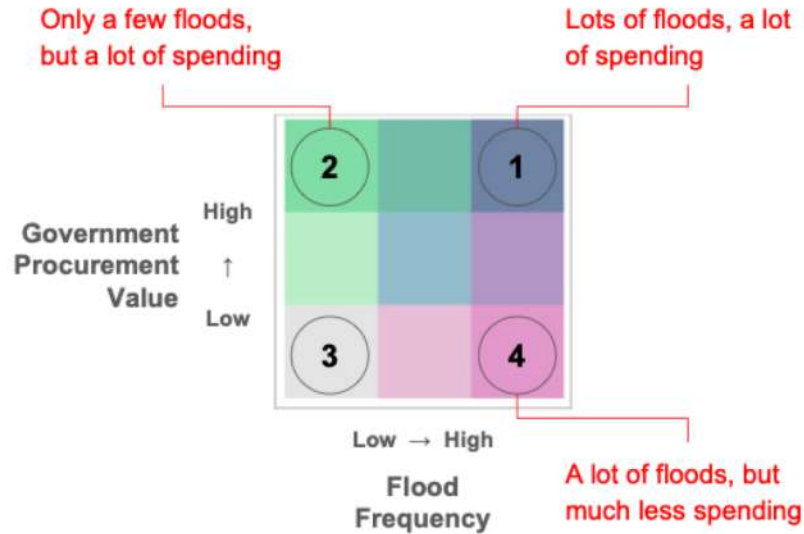 Only a few floods,
but a lot of spending
Lots of floods, a lot
of spending
2
1
High
Government
Procurement
Value
↑
Low
3
4
Low → High
Flood
Frequency
A lot of floods, but
much less spending